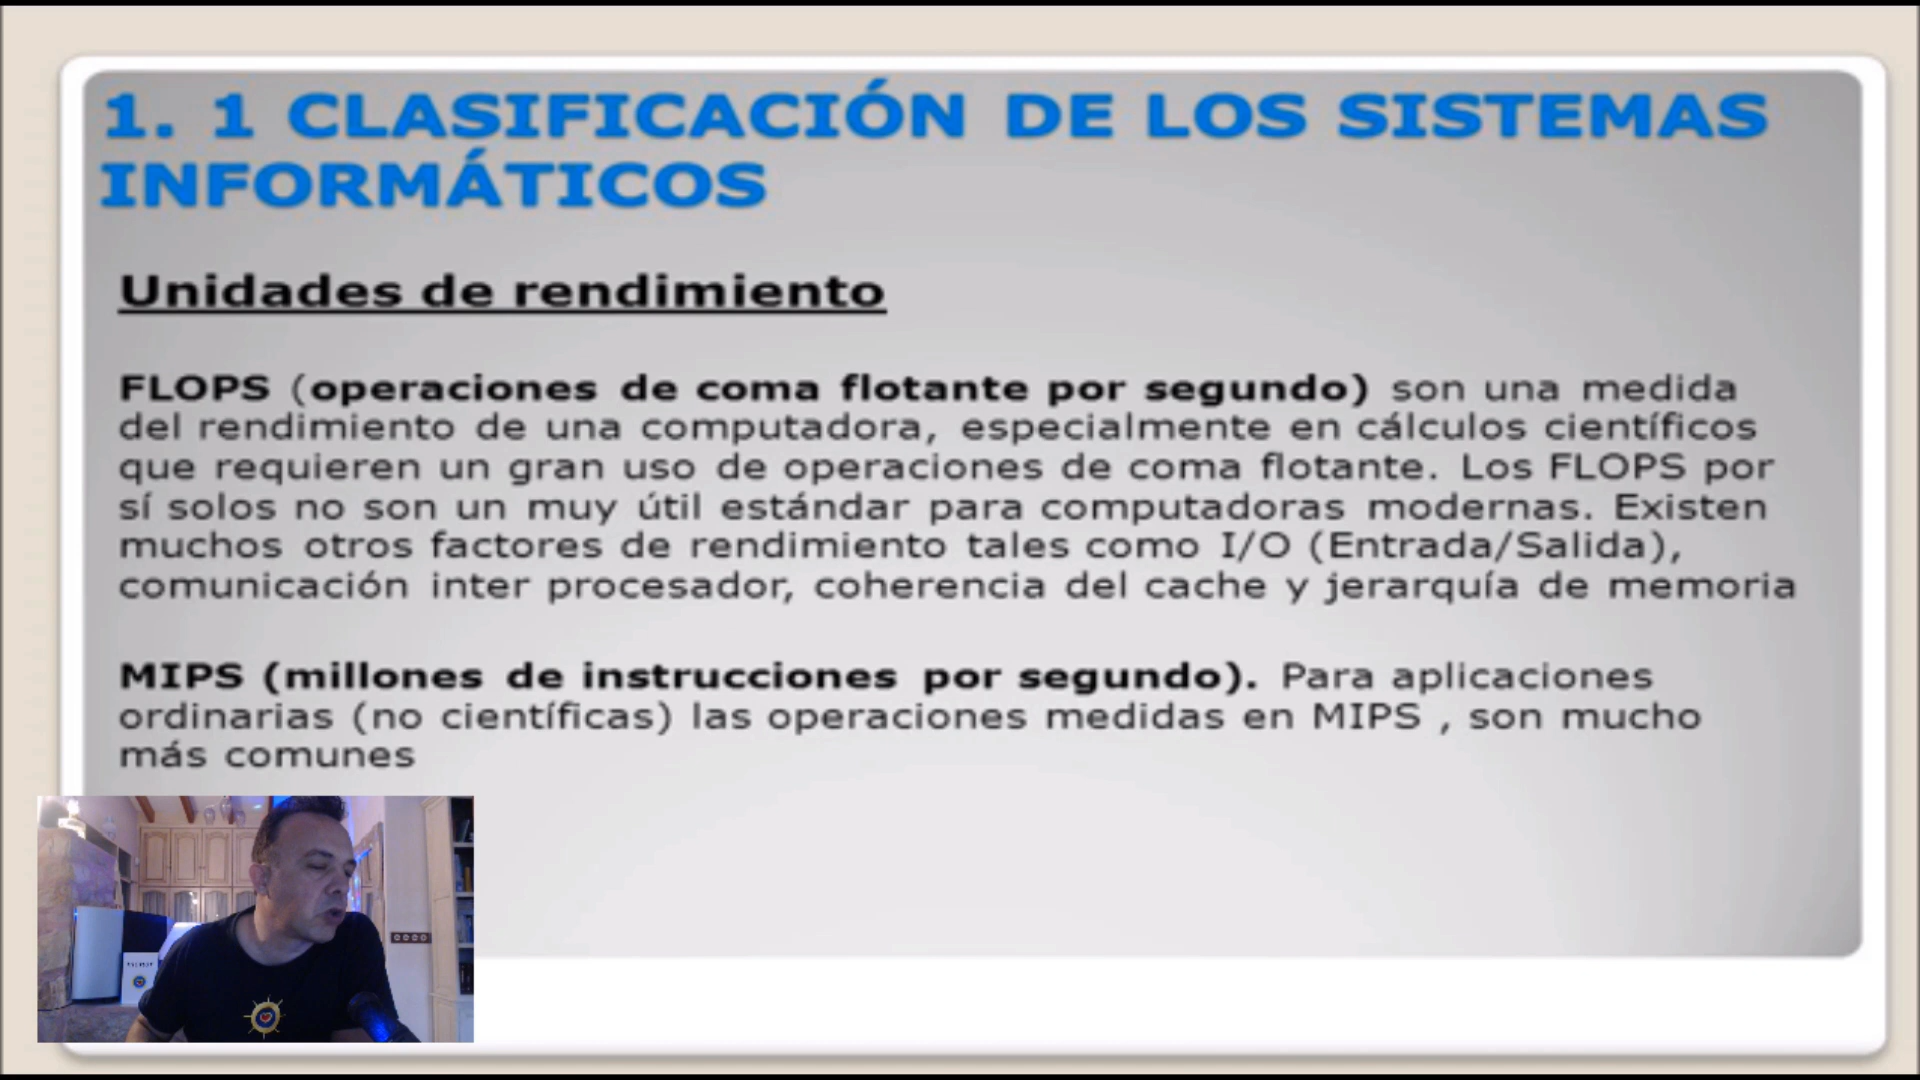 1. 1 CLASIFICACIÓN DE LOS SISTEMAS
INFORMÁTICOS
Unidades de rendimiento
FLOPS (operaciones de coma flotante por segundo) son una medida
del rendimiento de una computadora, especialmente en cálculos científicos
que requieren un gran uso de operaciones de coma flotante. Los FLOPS por
sí solos no son un muy útil estándar para computadoras modernas. Existen
muchos otros factores de rendimiento tales como I/O (Entrada/Salida),
comunicación inter procesador, coherencia del cache y jerarquía de memoria
MIPS (millones de instrucciones por segundo). Para aplicaciones
ordinarias (no científicas) las operaciones medidas en MIPS , son mucho
más comunes